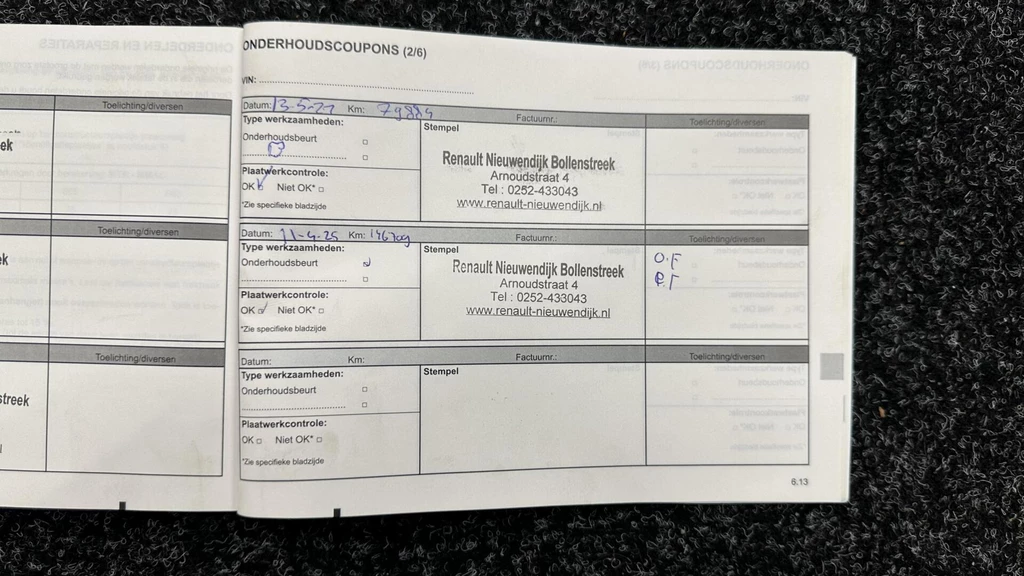 Toelichting/diversen
ek
Toelichting/diversen
k
Toelichting/diversen
streek
ONDERHOUDSCOUPONS (2/6)
VIN:
Datum: 13-5-22 Km: 79884 Factuurnr.: Toelichting/diversen
Type werkzaamheden:
Stempel
Onderhoudsbeurt
Plaatwerkcontrole:
OK Niet OK*
*Zie specifieke bladzijde
Renault Nieuwendijk Bollenstreek
Arnoudstraat 4
Tel : 0252-433043
www.renault-nieuwendijk.nl
Datum: 11-4-25 Km: 146709 Factuurnr.: Toelichting/diversen
Type werkzaamheden:
Stempel
Onderhoudsbeurt
Plaatwerkcontrole:
OK Niet OK*
*Zie specifieke bladzijde
Renault Nieuwendijk Bollenstreek
Arnoudstraat 4
Tel : 0252-433043
www.renault-nieuwendijk.nl
O.F
Datum: Km: Factuurnr.: Toelichting/diversen
Type werkzaamheden:
Stempel
Onderhoudsbeurt
Plaatwerkcontrole:
OK Niet OK*
*Zie specifieke bladzijde
6.13